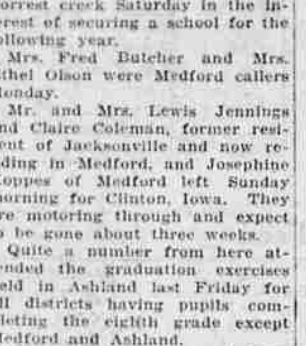 orrest creek Saturday in the in-
erest of securing a school for the
ollowing year.
Mrs. Fred Butcher and Mrs.
thel Olson were Medford callers
onday.
Mr. and Mrs. Lewis Jennings
nd Claire Coleman, former resi-
ent of Jacksonville and now re-
iding in Medford, and Josephine
oppes of Medford left Sunday
orning for Clinton, Iowa. They
re motoring through and expect
o be gone about three weeks.
Quite a number from here at-
ended the graduation exercises
eld in Ashland last Friday for
ll districts having pupils com-
leting the eighth grade except
edford and Ashland.